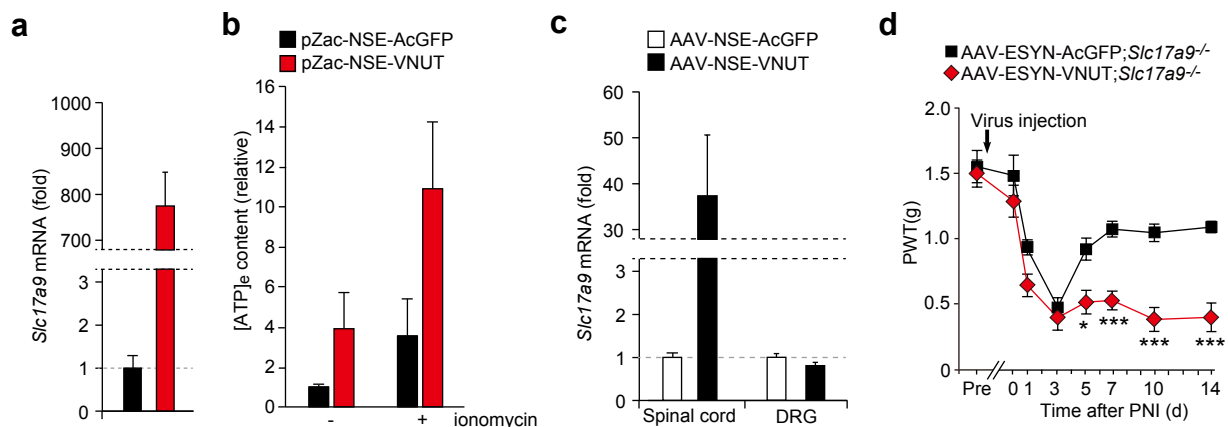 a
Slc17a9 mRNA (fold)
1000
900
800
700
3
2
1
0
b
pZac-NSE-AcGFP
pZac-NSE-VNUT
[ATP]e content (relative)
16
14
12
10
8
6
4
2
0
- + ionomycin
c
AAV-NSE-AcGFP
AAV-NSE-VNUT
Slc17a9 mRNA (fold)
60
50
40
30
4
2
1
0
Spinal cord DRG
d
AAV-ESYN-AcGFP;Slc17a9-/-
AAV-ESYN-VNUT;Slc17a9-/-
Virus injection
PWT(g)
2.0
1.5
1.0
0.5
0
* *** *** ***
Pre 0 1 3 5 7 10 14
Time after PNI (d)